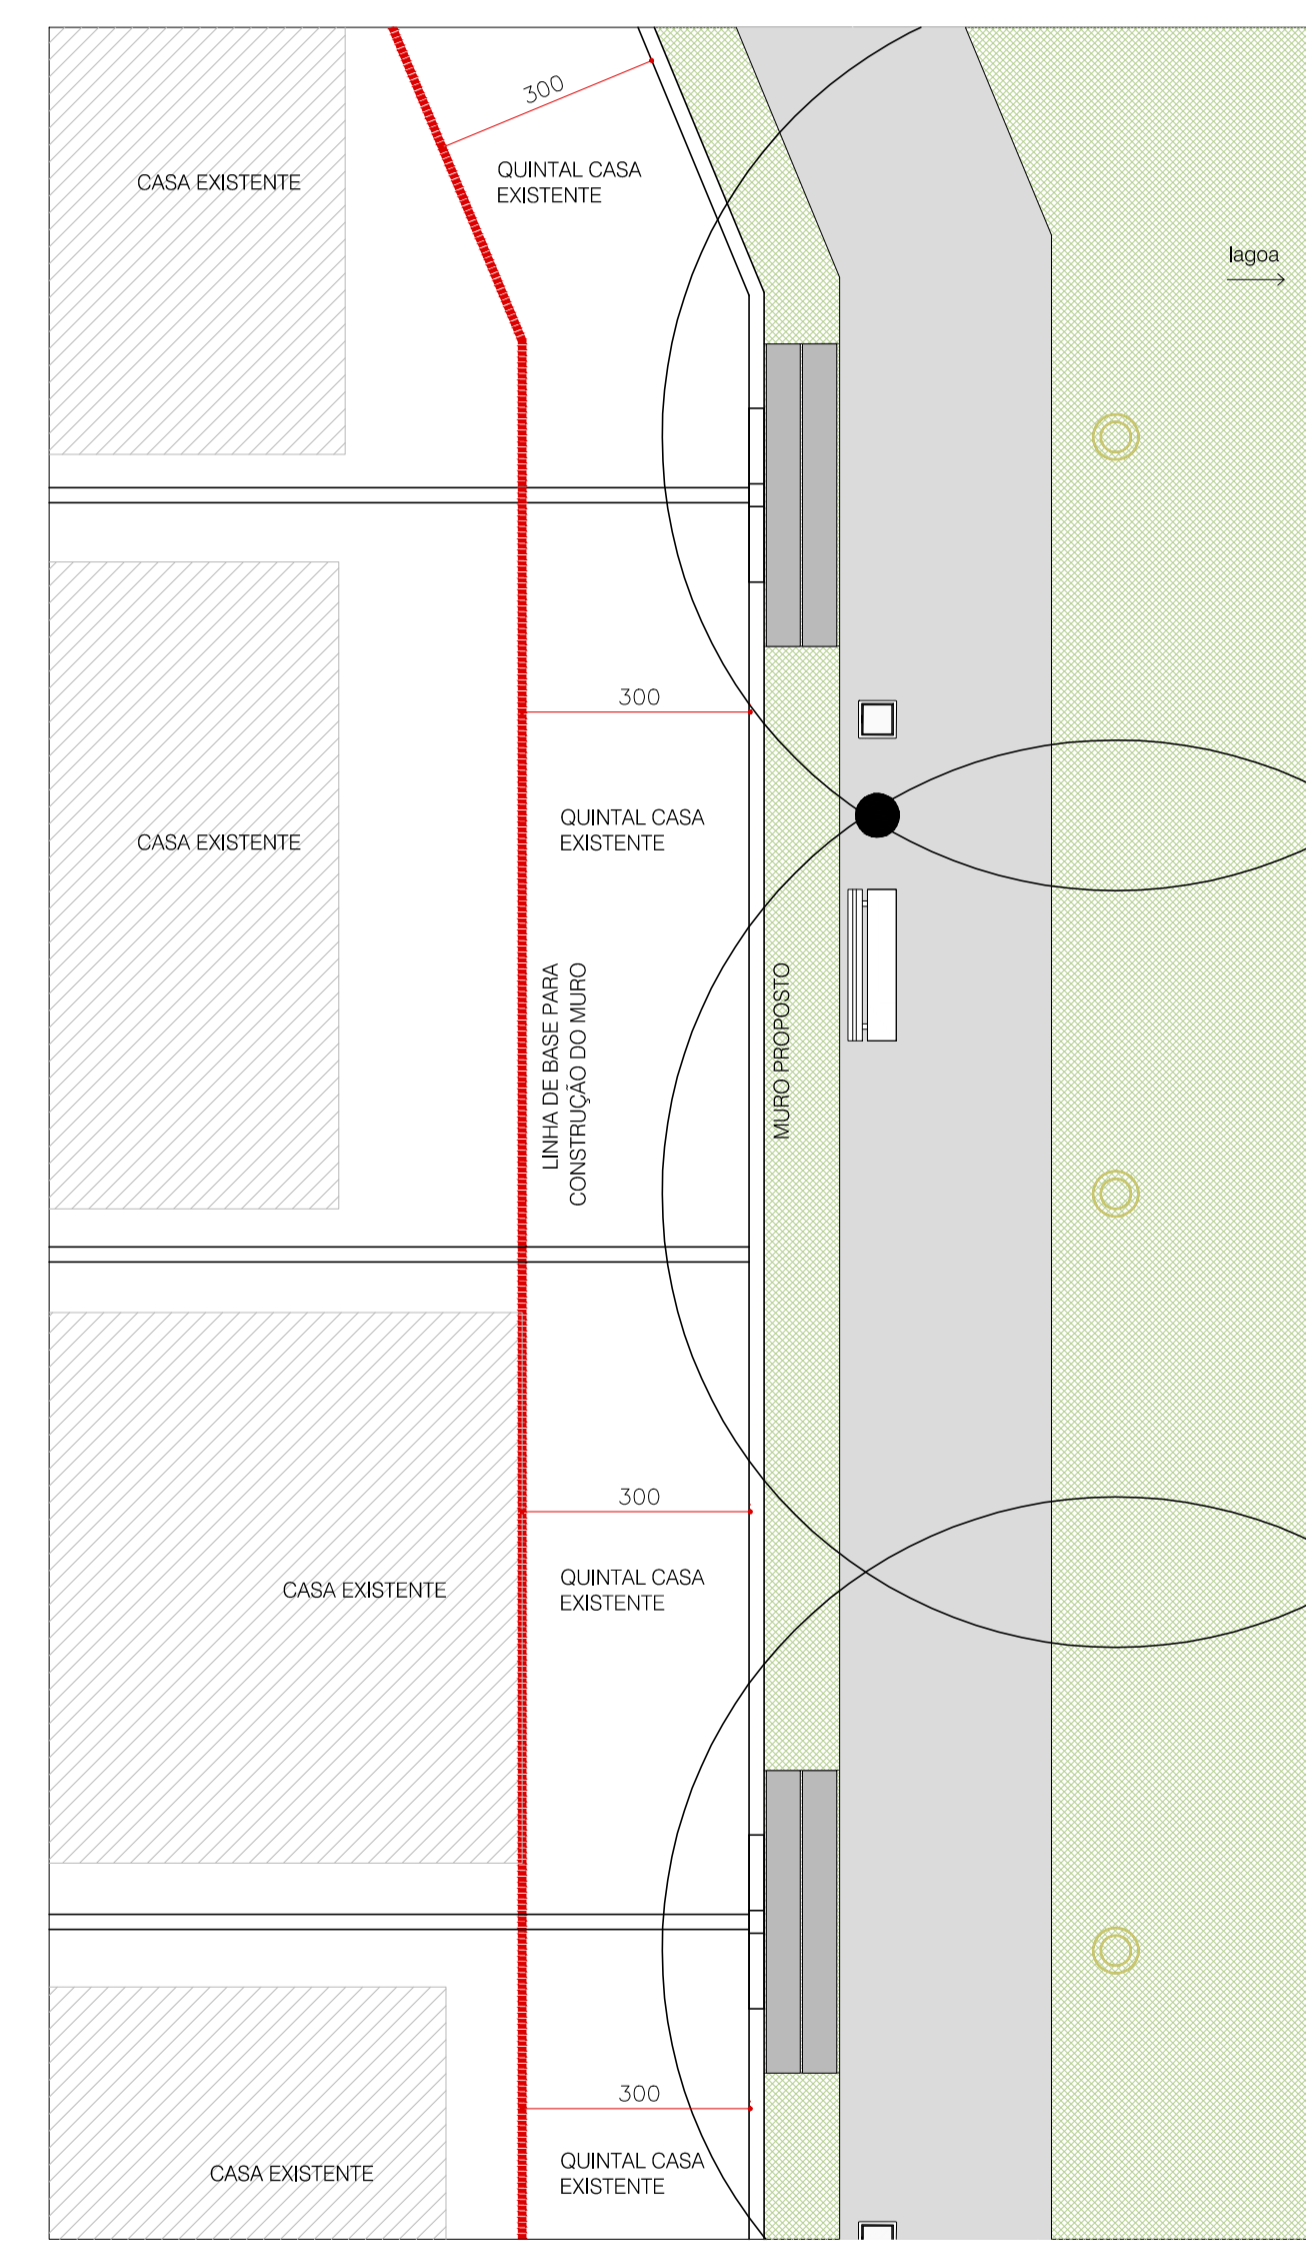 300
CASA EXISTENTE
QUINTAL CASA
EXISTENTE
lagoa
300
CASA EXISTENTE
QUINTAL CASA
EXISTENTE
LINHA DE BASE PARA
CONSTRUÇÃO DO MURO
MURO PROPOSTO
300
CASA EXISTENTE
QUINTAL CASA
EXISTENTE
300
CASA EXISTENTE
QUINTAL CASA
EXISTENTE